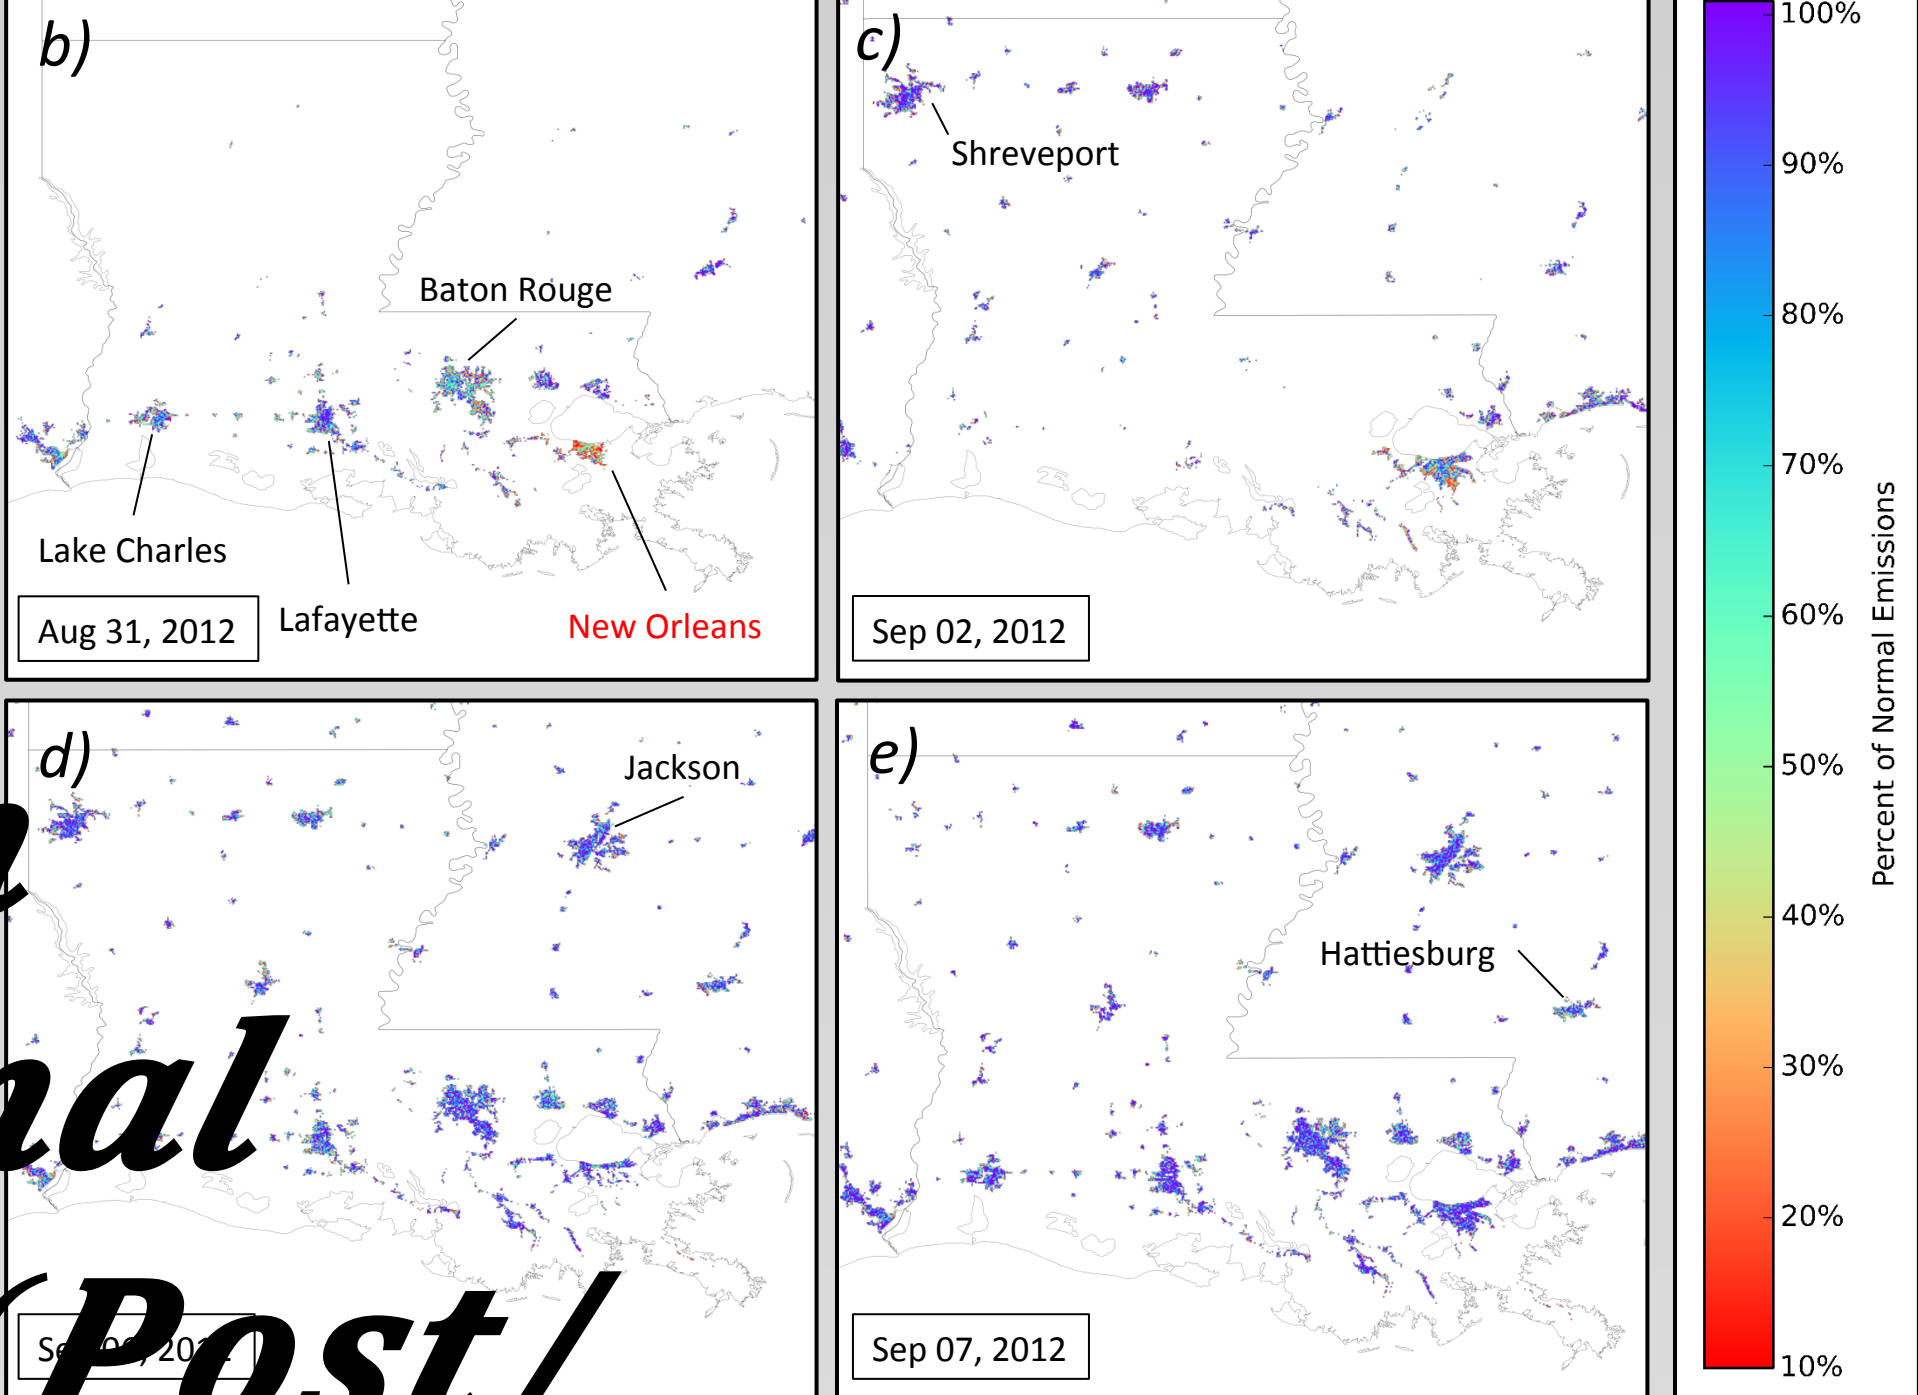 b)
Baton Rouge
Lake Charles
Lafayette
New Orleans
Aug 31, 2012
c)
Shreveport
Sep 02, 2012
d)
Jackson
nal
(Post/
e)
Hattiesburg
Sep 07, 2012
100%
90%
80%
70%
60%
50%
40%
30%
20%
10%
Percent of Normal Emissions